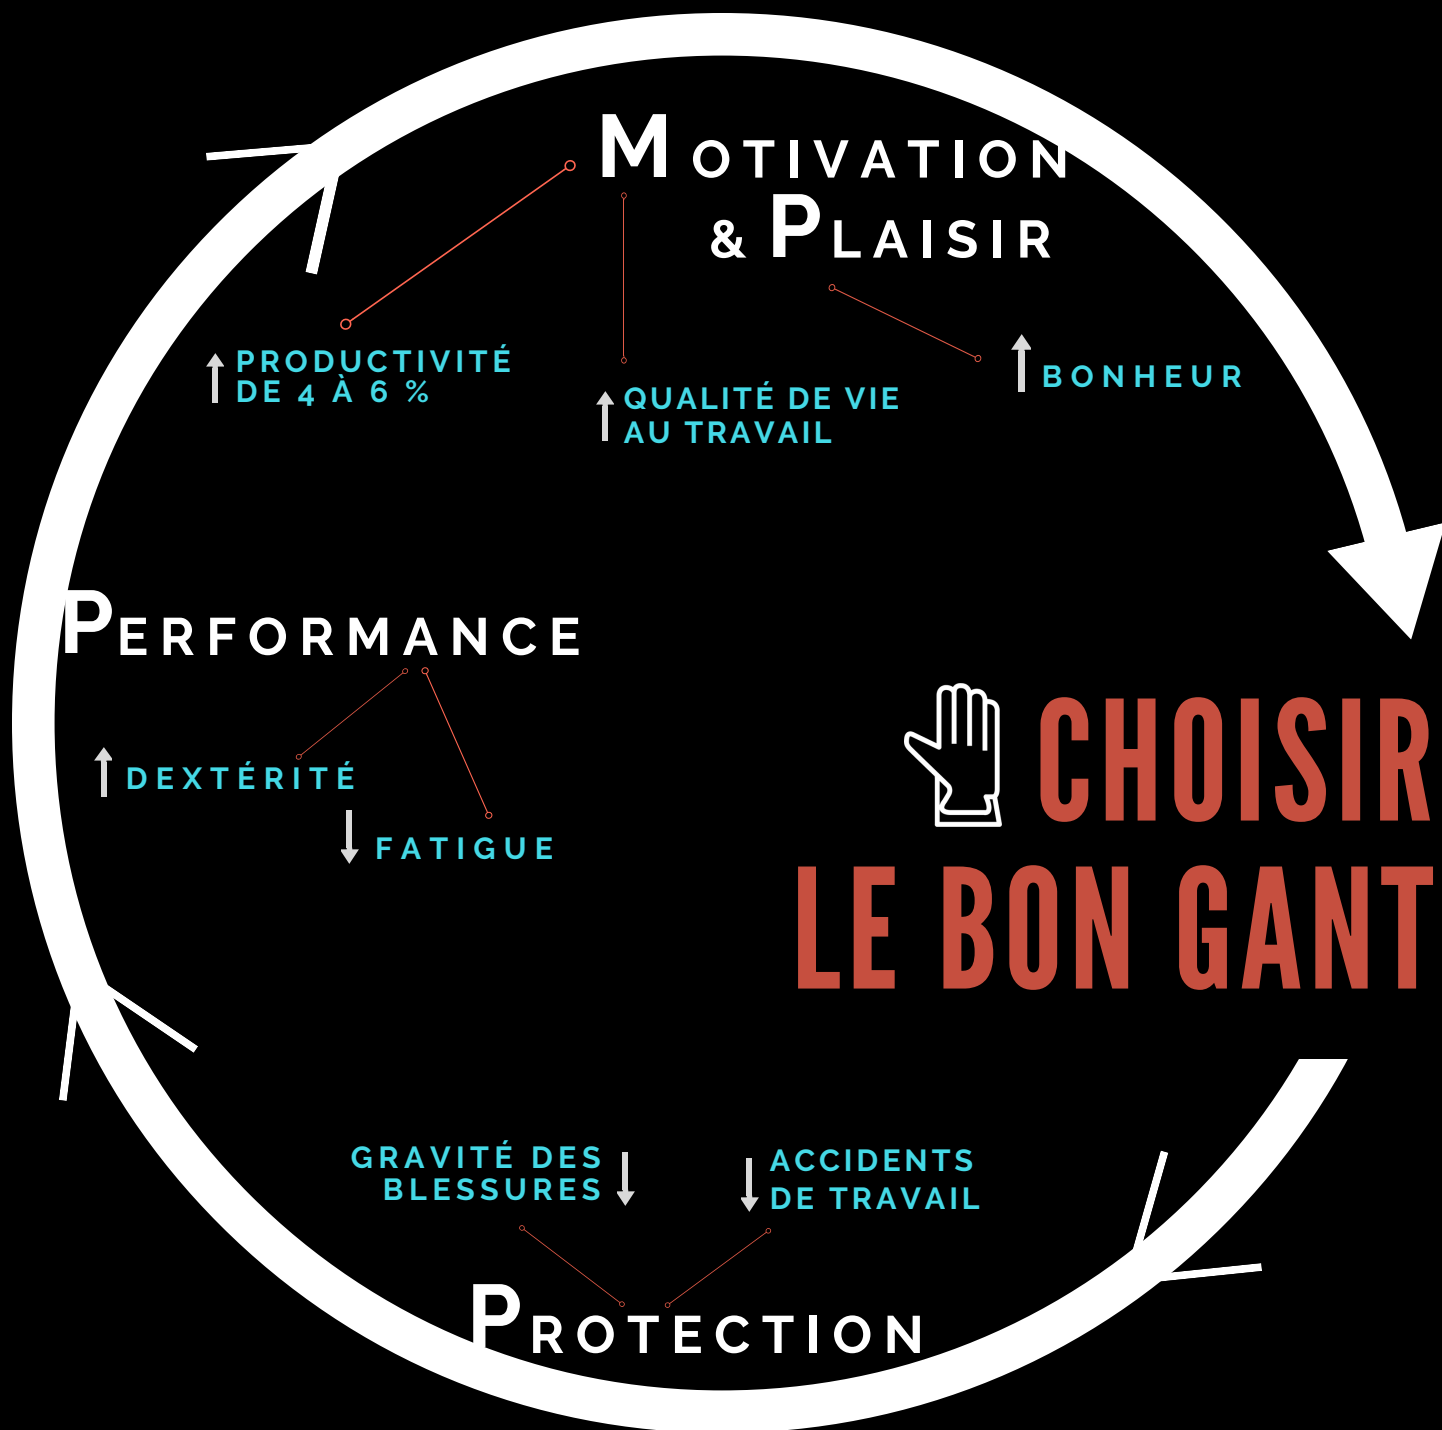 MOTIVATION
& PLAISIR
PRODUCTIVITÉ
DE 4 À 6 %
QUALITÉ DE VIE
AU TRAVAIL
BONHEUR
PERFORMANCE
DEXTÉRITÉ
FATIGUE
CHOISIR
LE BON GANT
GRAVITÉ DES
BLESSURES
ACCIDENTS
DE TRAVAIL
PROTECTION